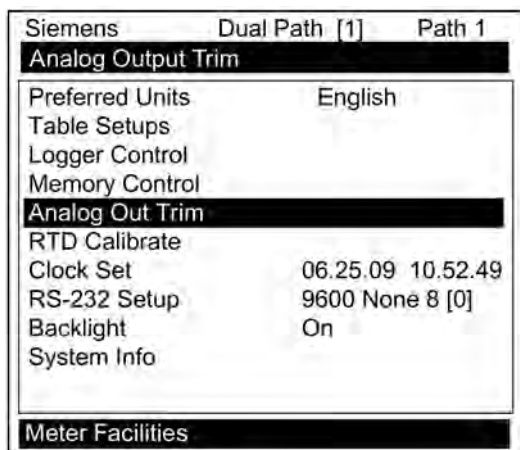 Siemens Dual Path [1] Path 1
Analog Output Trim
Preferred Units English
Table Setups
Logger Control
Memory Control
Analog Out Trim
RTD Calibrate
Clock Set 06.25.09 10.52.49
RS-232 Setup 9600 None 8 [0]
Backlight On
System Info
Meter Facilities